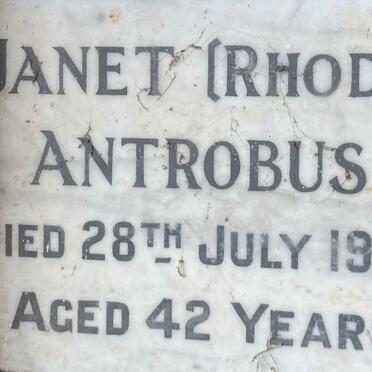 JANET (RHOD
ANTROBUS
IED 28TH JULY 19
AGED 42 YEAR